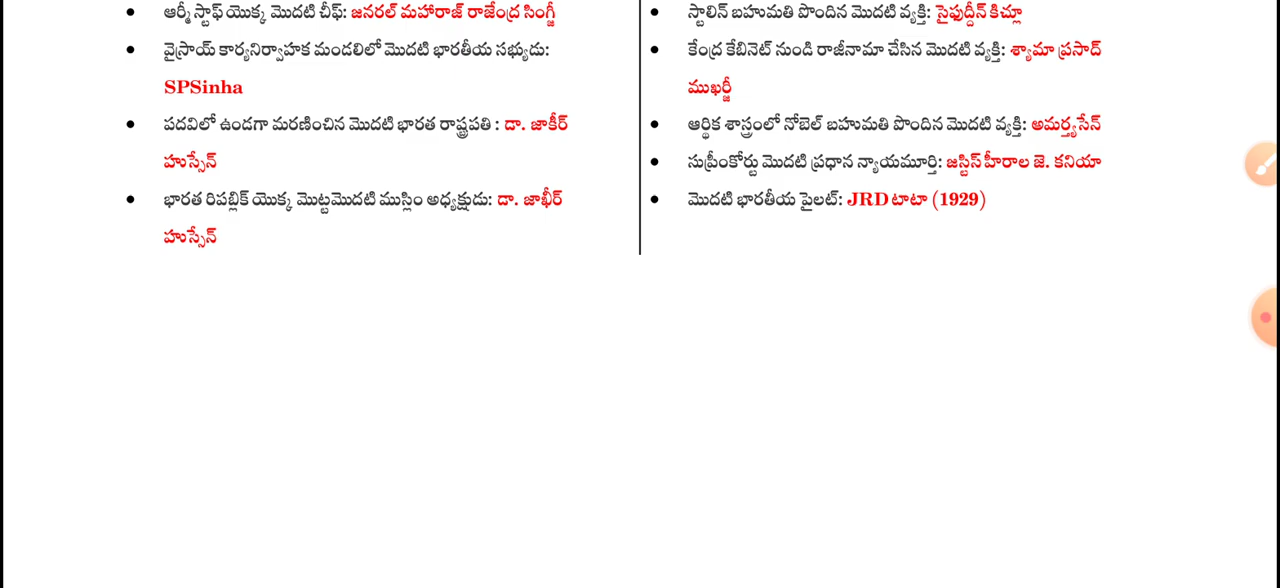 • ఆర్మీ స్టాఫ్ యొక్క మొదటి చీఫ్: జనరల్ మహారాజ్ రాజేంద్ర సింగ్జీ
• వైస్రాయ్ కార్యనిర్వాహక మండలిలో మొదటి భారతీయ సభ్యుడు:
SPSinha
• పదవిలో ఉండగా మరణించిన మొదటి భారత రాష్ట్రపతి : డా. జాకీర్
హుస్సేన్
• భారత రిపబ్లిక్ యొక్క మొట్టమొదటి ముస్లిం అధ్యక్షుడు: డా. జాఖీర్
హుస్సేన్
• స్టాలిన్ బహుమతి పొందిన మొదటి వ్యక్తి: సైఫుద్దీన్ కిచ్లూ
• కేంద్ర కేబినెట్ నుండి రాజీనామా చేసిన మొదటి వ్యక్తి: శ్యామా ప్రసాద్
ముఖర్జీ
• ఆర్థిక శాస్త్రంలో నోబెల్ బహుమతి పొందిన మొదటి వ్యక్తి: అమర్త్యసేన్
• సుప్రీంకోర్టు మొదటి ప్రధాన న్యాయమూర్తి: జస్టిస్ హీరాల జె. కనియా
• మొదటి భారతీయ పైలట్: JRD టాటా (1929)